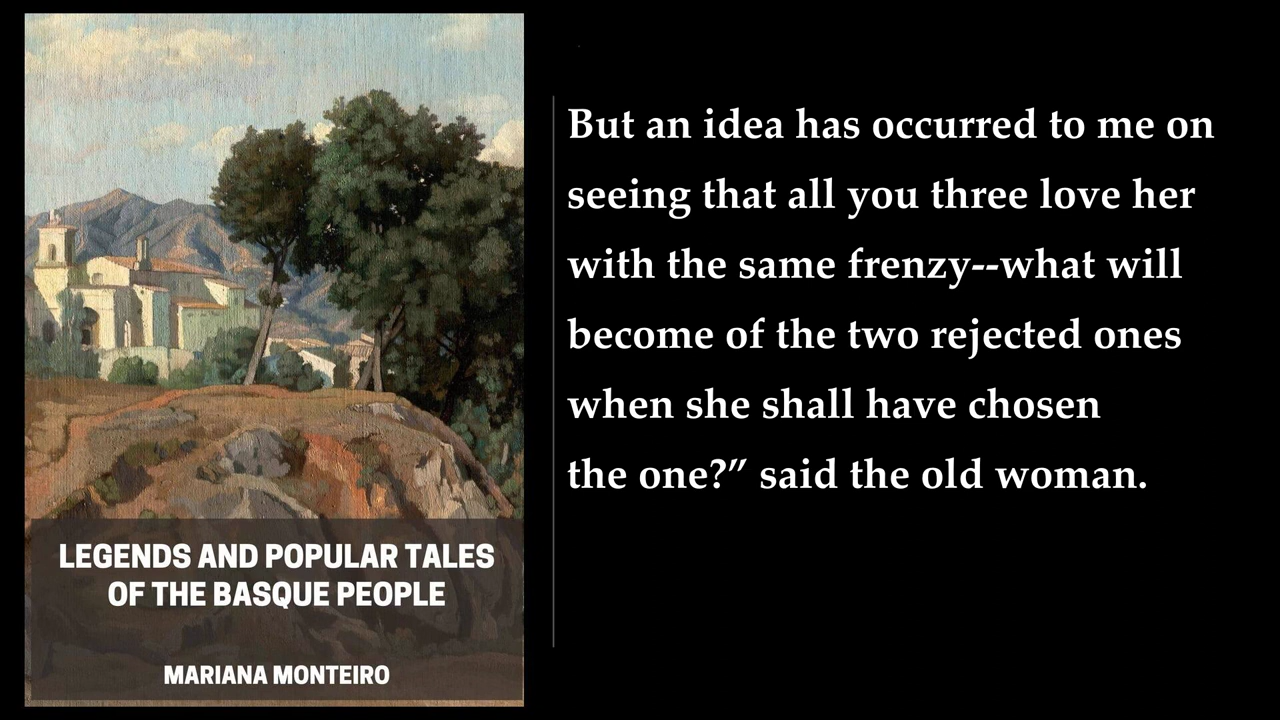 LEGENDS AND POPULAR TALES
OF THE BASQUE PEOPLE
MARIANA MONTEIRO
But an idea has occurred to me on
seeing that all you three love her
with the same frenzy--what will
become of the two rejected ones
when she shall have chosen
the one?” said the old woman.